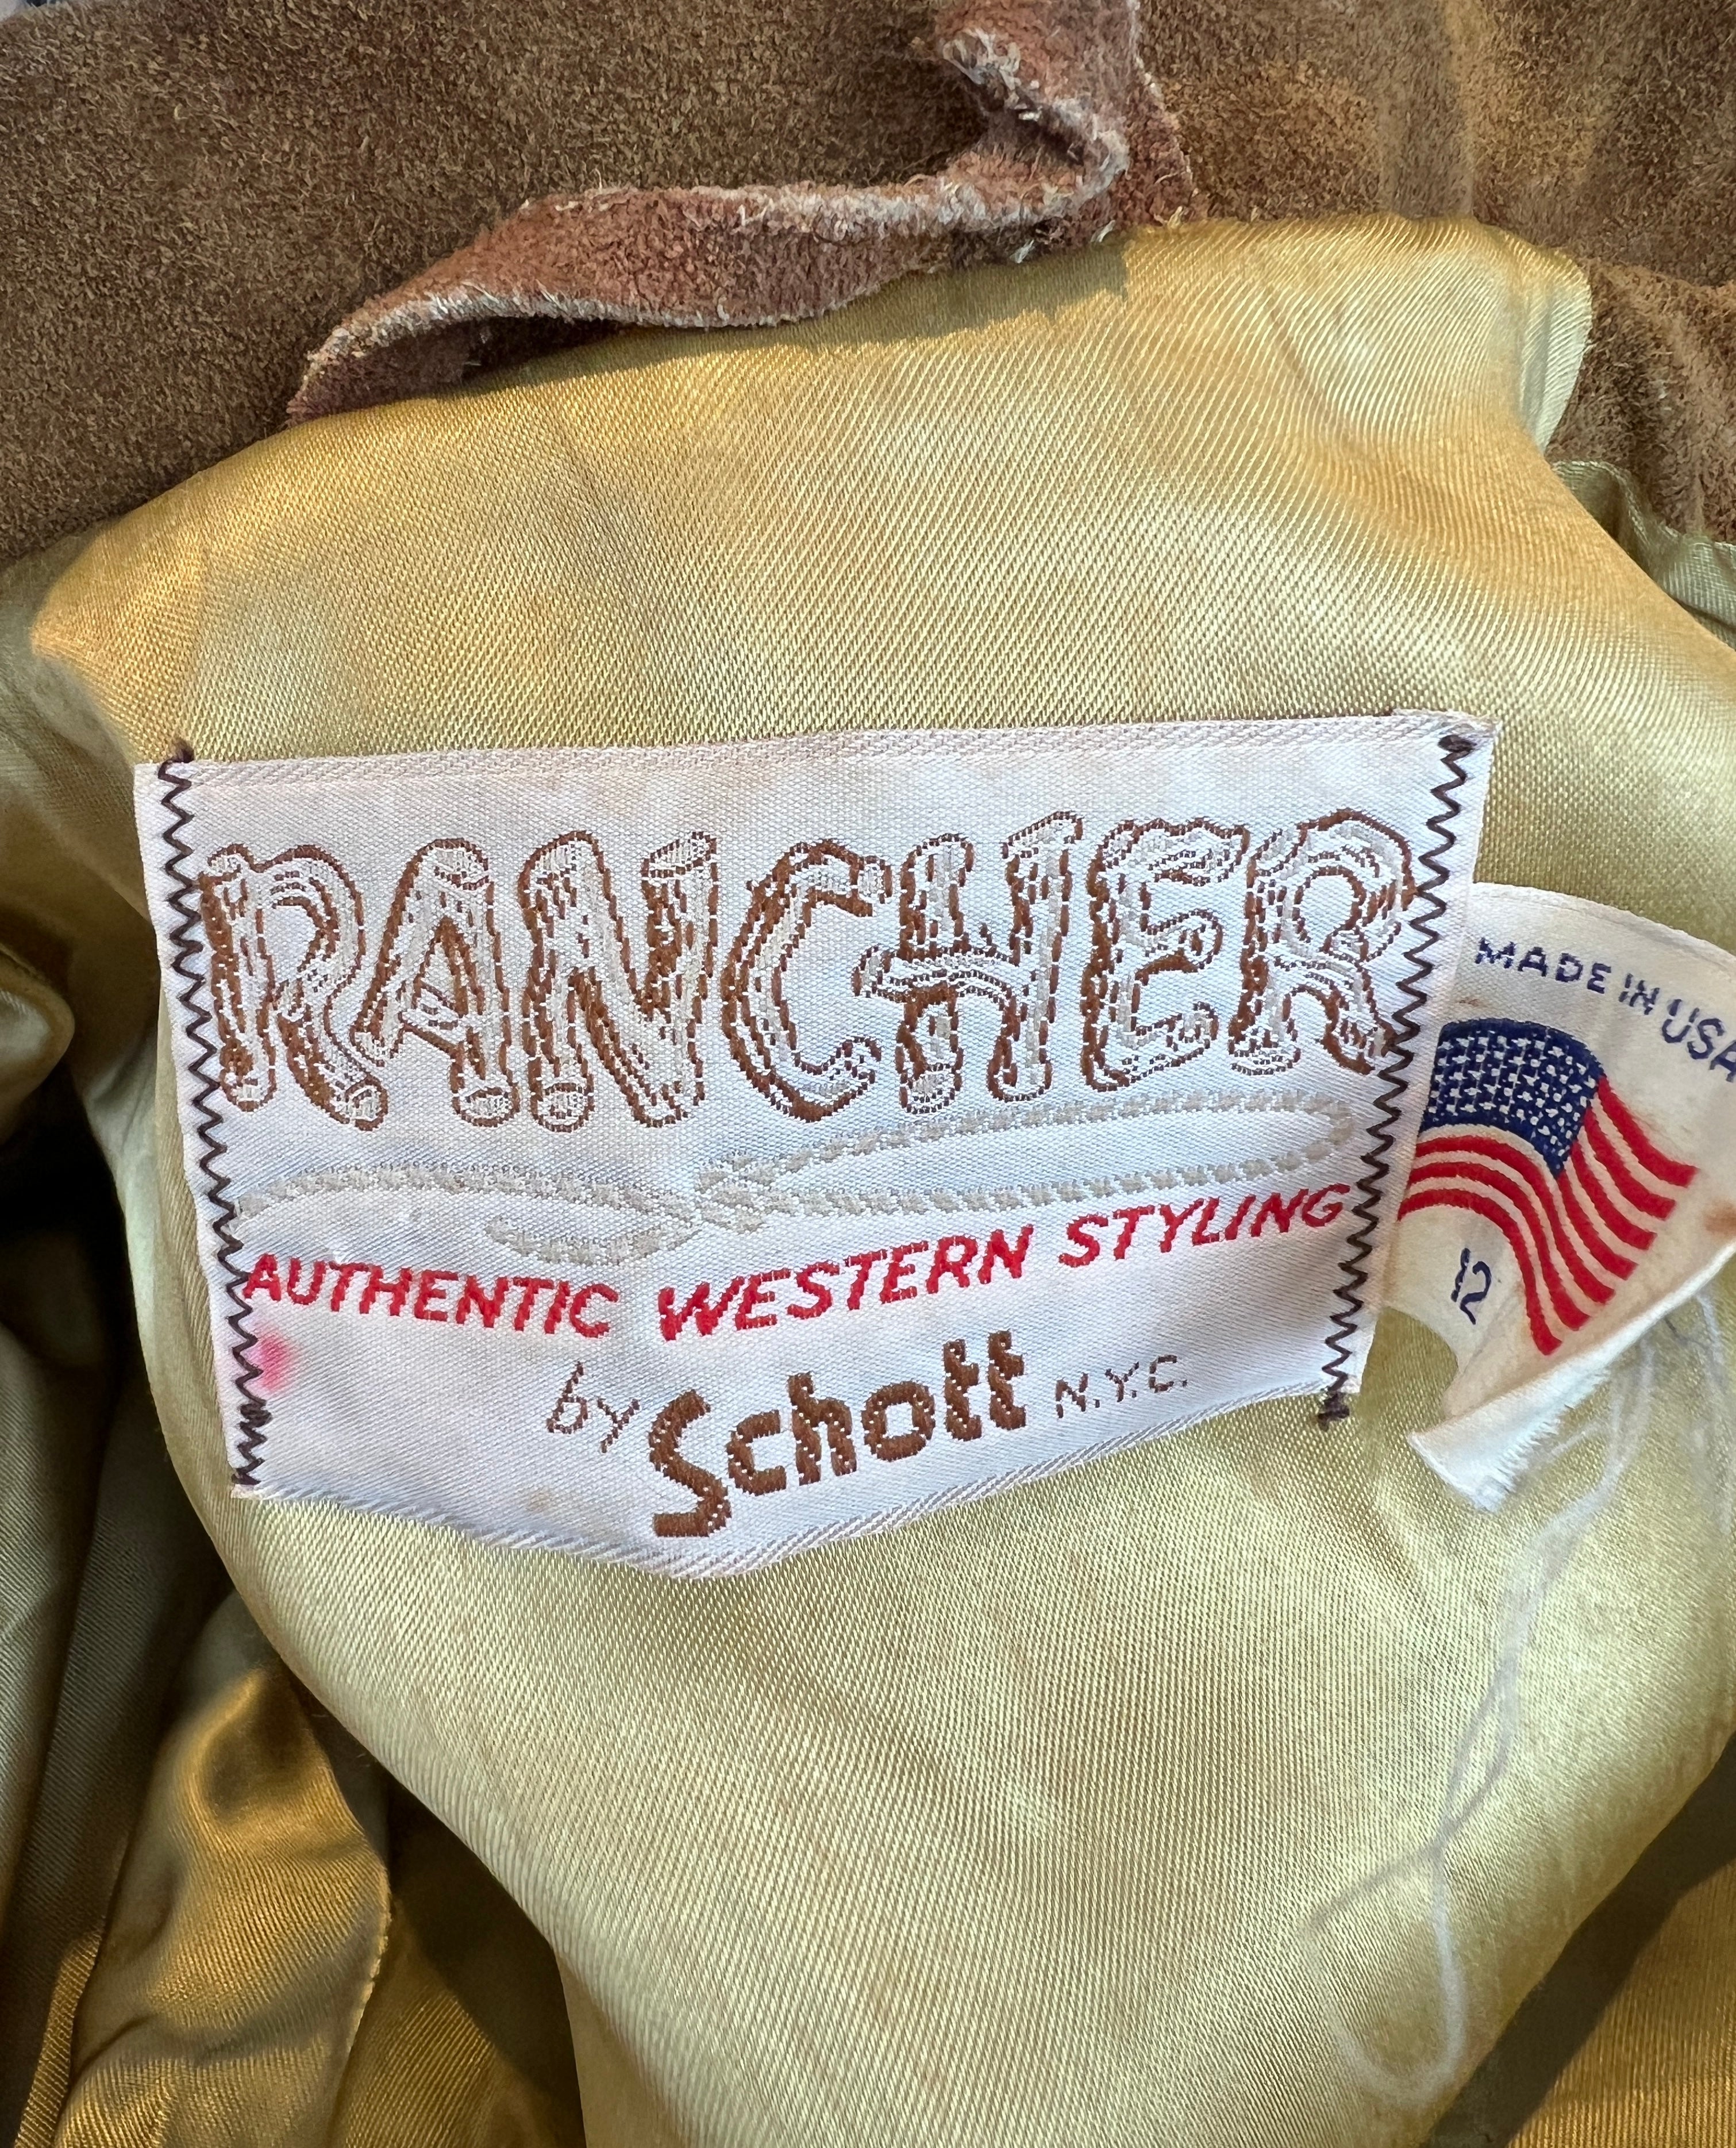 RANCHER
AUTHENTIC WESTERN STYLING
by Schott N.Y.C.
MADE IN USA
12